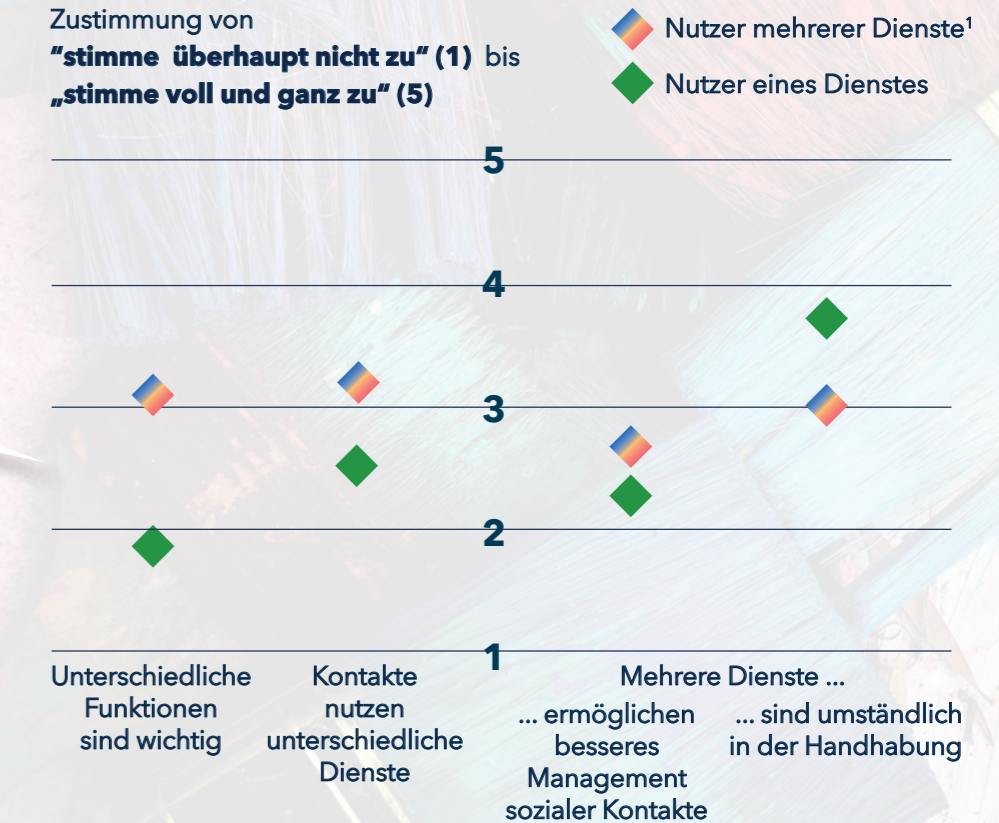 Zustimmung von
“stimme überhaupt nicht zu“ (1) bis
„stimme voll und ganz zu“ (5)
Nutzer mehrerer Dienste¹
Nutzer eines Dienstes
5
4
3
2
1
Unterschiedliche
Funktionen
sind wichtig
Kontakte
nutzen
unterschiedliche
Dienste
Mehrere Dienste ...
... ermöglichen
besseres
Management
sozialer Kontakte
... sind umständlich
in der Handhabung